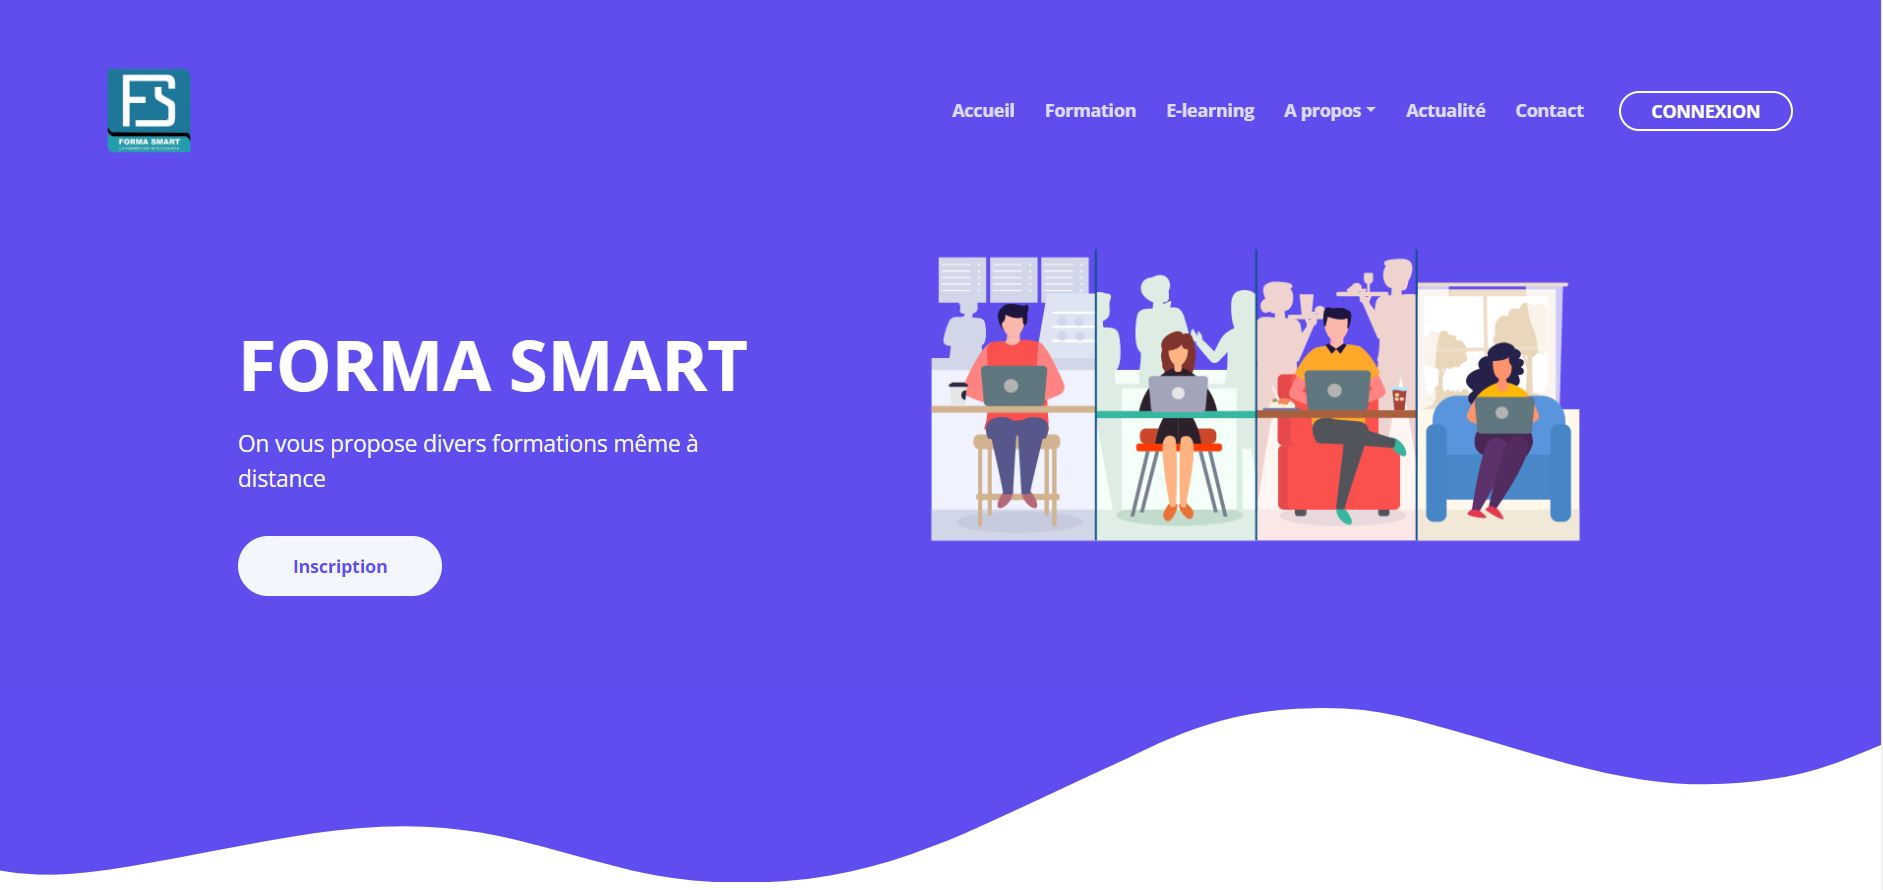 FS
FORMA SMART
Accueil Formation E-learning A propos Actualité Contact CONNEXION
FORMA SMART
On vous propose divers formations même à
distance
Inscription